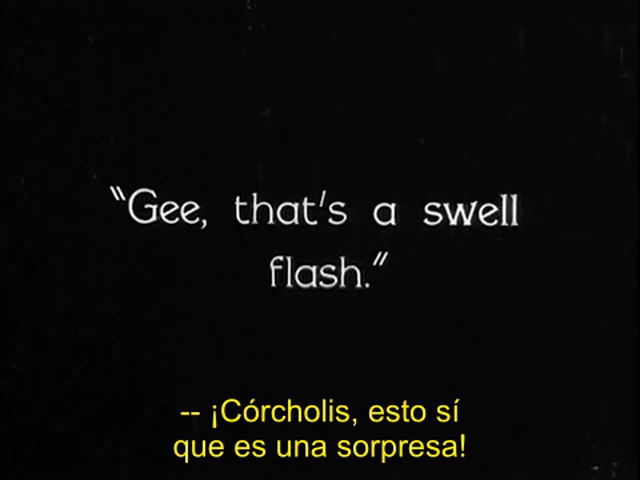 "Gee, that's a swell
flash."
-- ¡Córcholis, esto sí
que es una sorpresa!